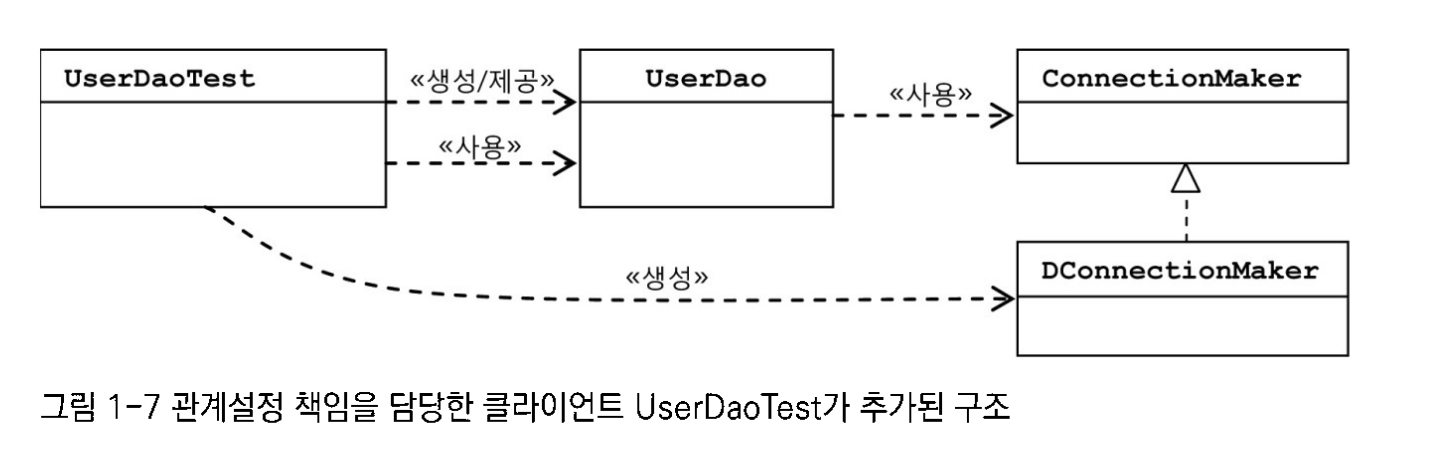 UserDaoTest
«생성/제공»
«사용»
UserDao
«사용»
ConnectionMaker
«생성»
DConnectionMaker
그림 1-7 관계설정 책임을 담당한 클라이언트 UserDaoTest가 추가된 구조